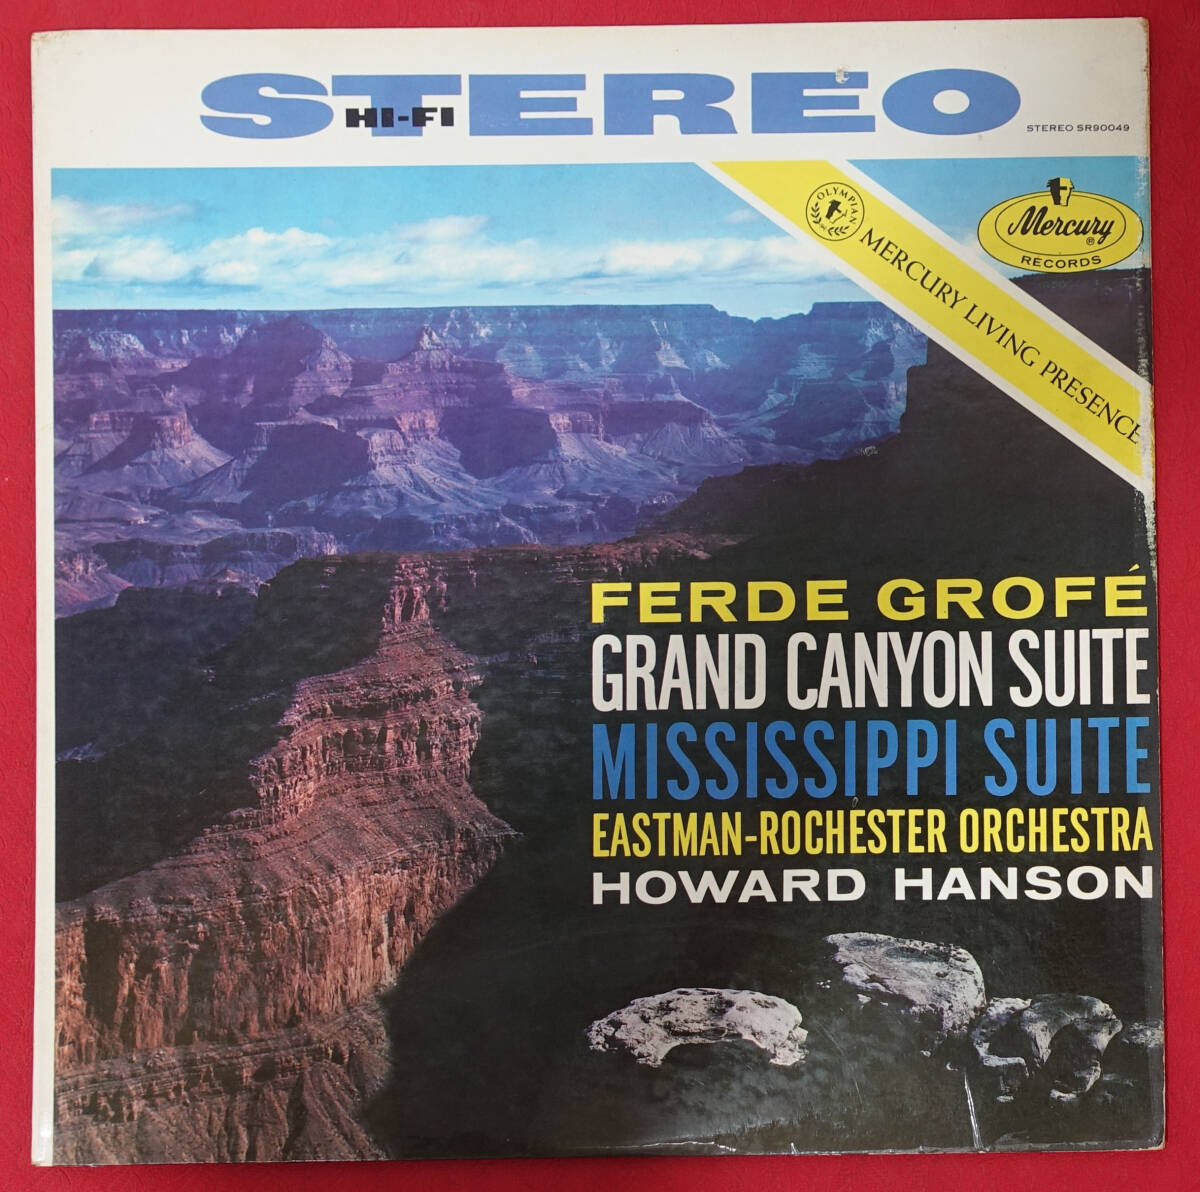 STEREO
HI-FI
STEREO SR90049
OLYMPIAN
MERCURY LIVING PRESENCE
Mercury ®
RECORDS
FERDE GROFÉ
GRAND CANYON SUITE
MISSISSIPPI SUITE
EASTMAN-ROCHESTER ORCHESTRA
HOWARD HANSON